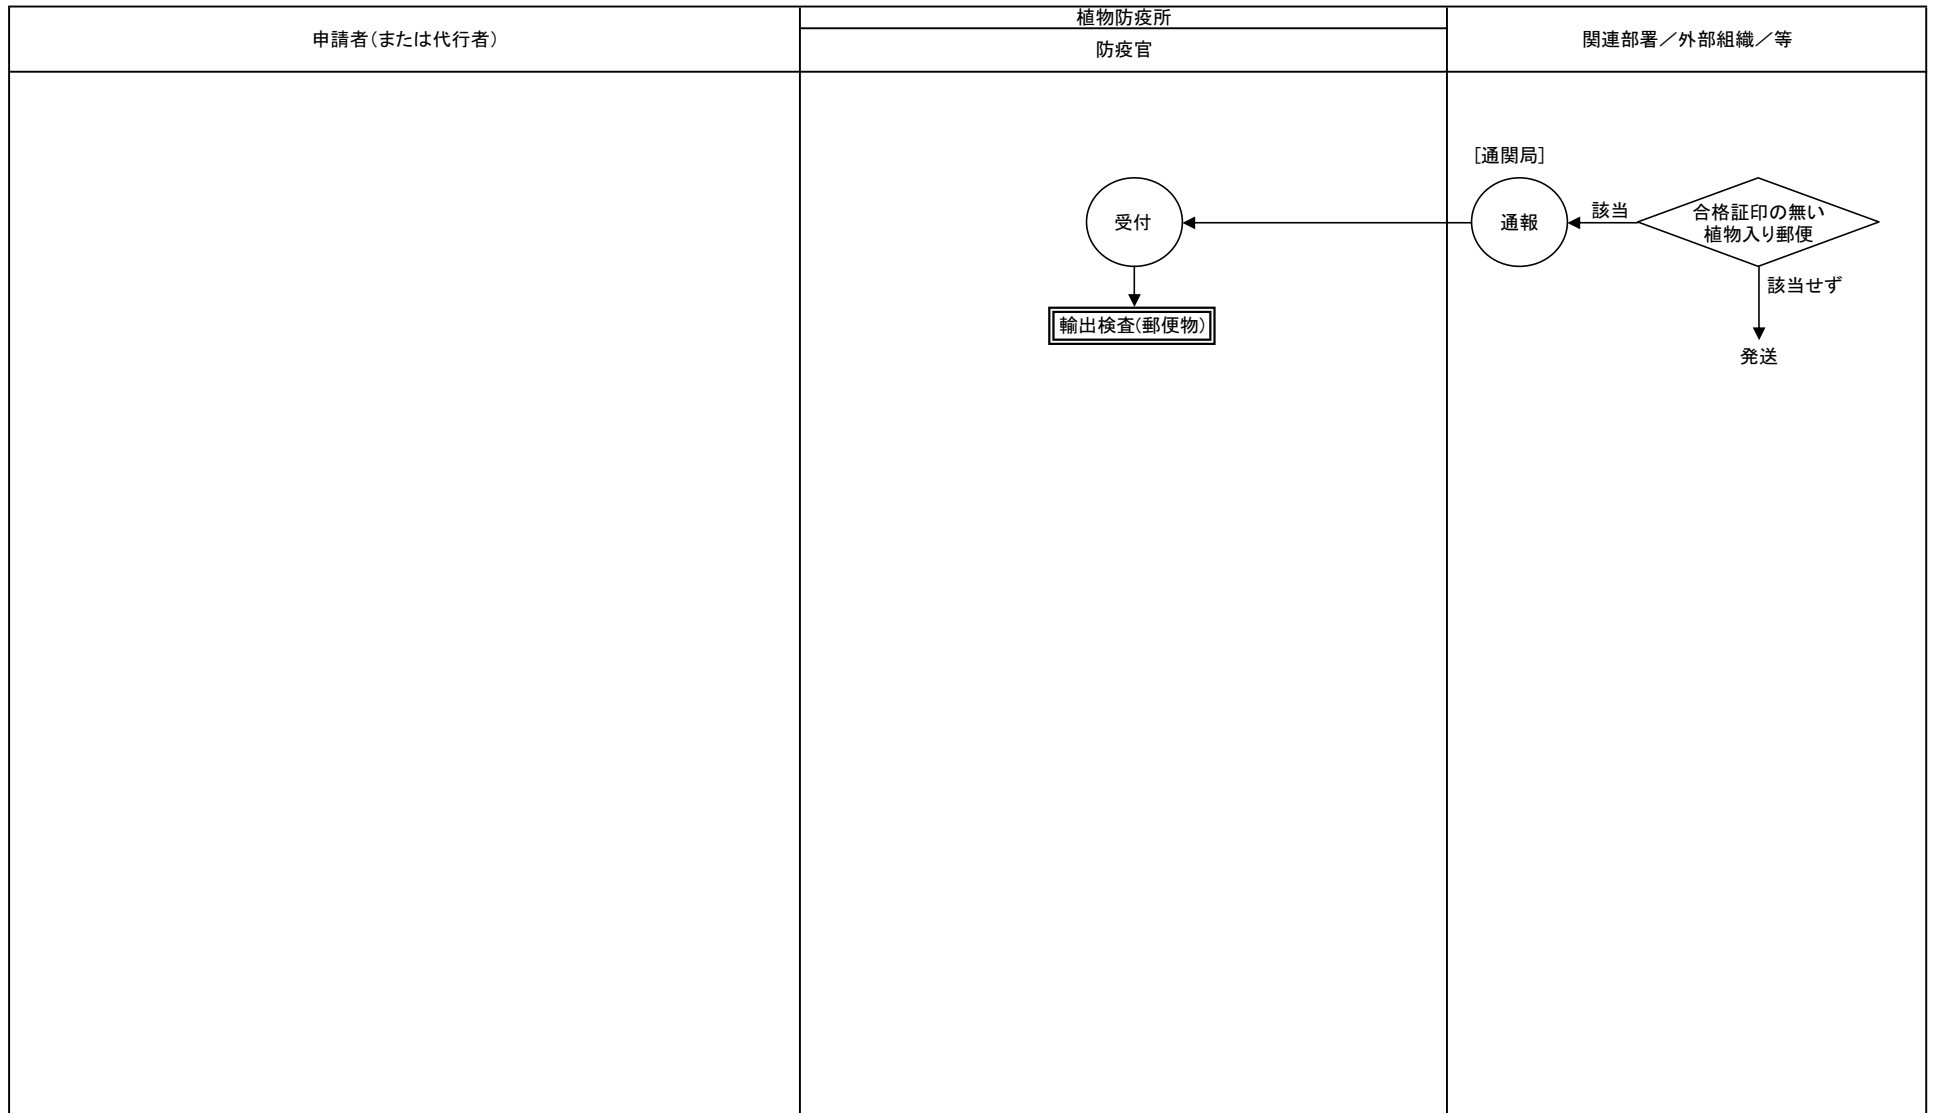 申請者（または代行者）
植物防疫所
防疫官
関連部署／外部組織／等
［通関局］
受付
通報
該当
合格証印の無い
植物入り郵便
該当せず
輸出検査(郵便物)
発送